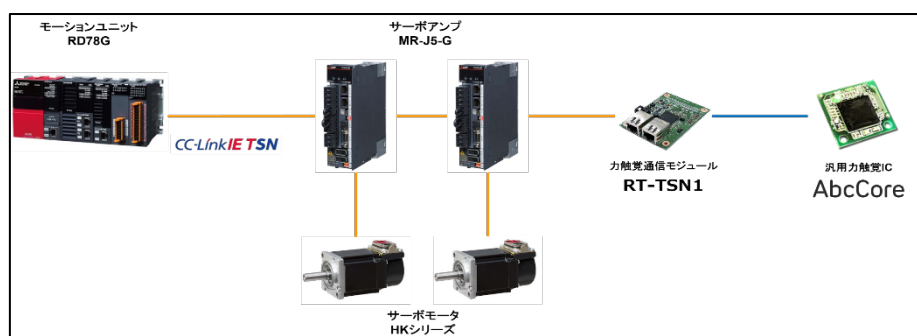 モーションユニット
RD78G
サーボアンプ
MR-J5-G
CC-Link IE TSN
力触覚通信モジュール
RT-TSN1
汎用力触覚IC
AbcCore
サーボモータ
HKシリーズ